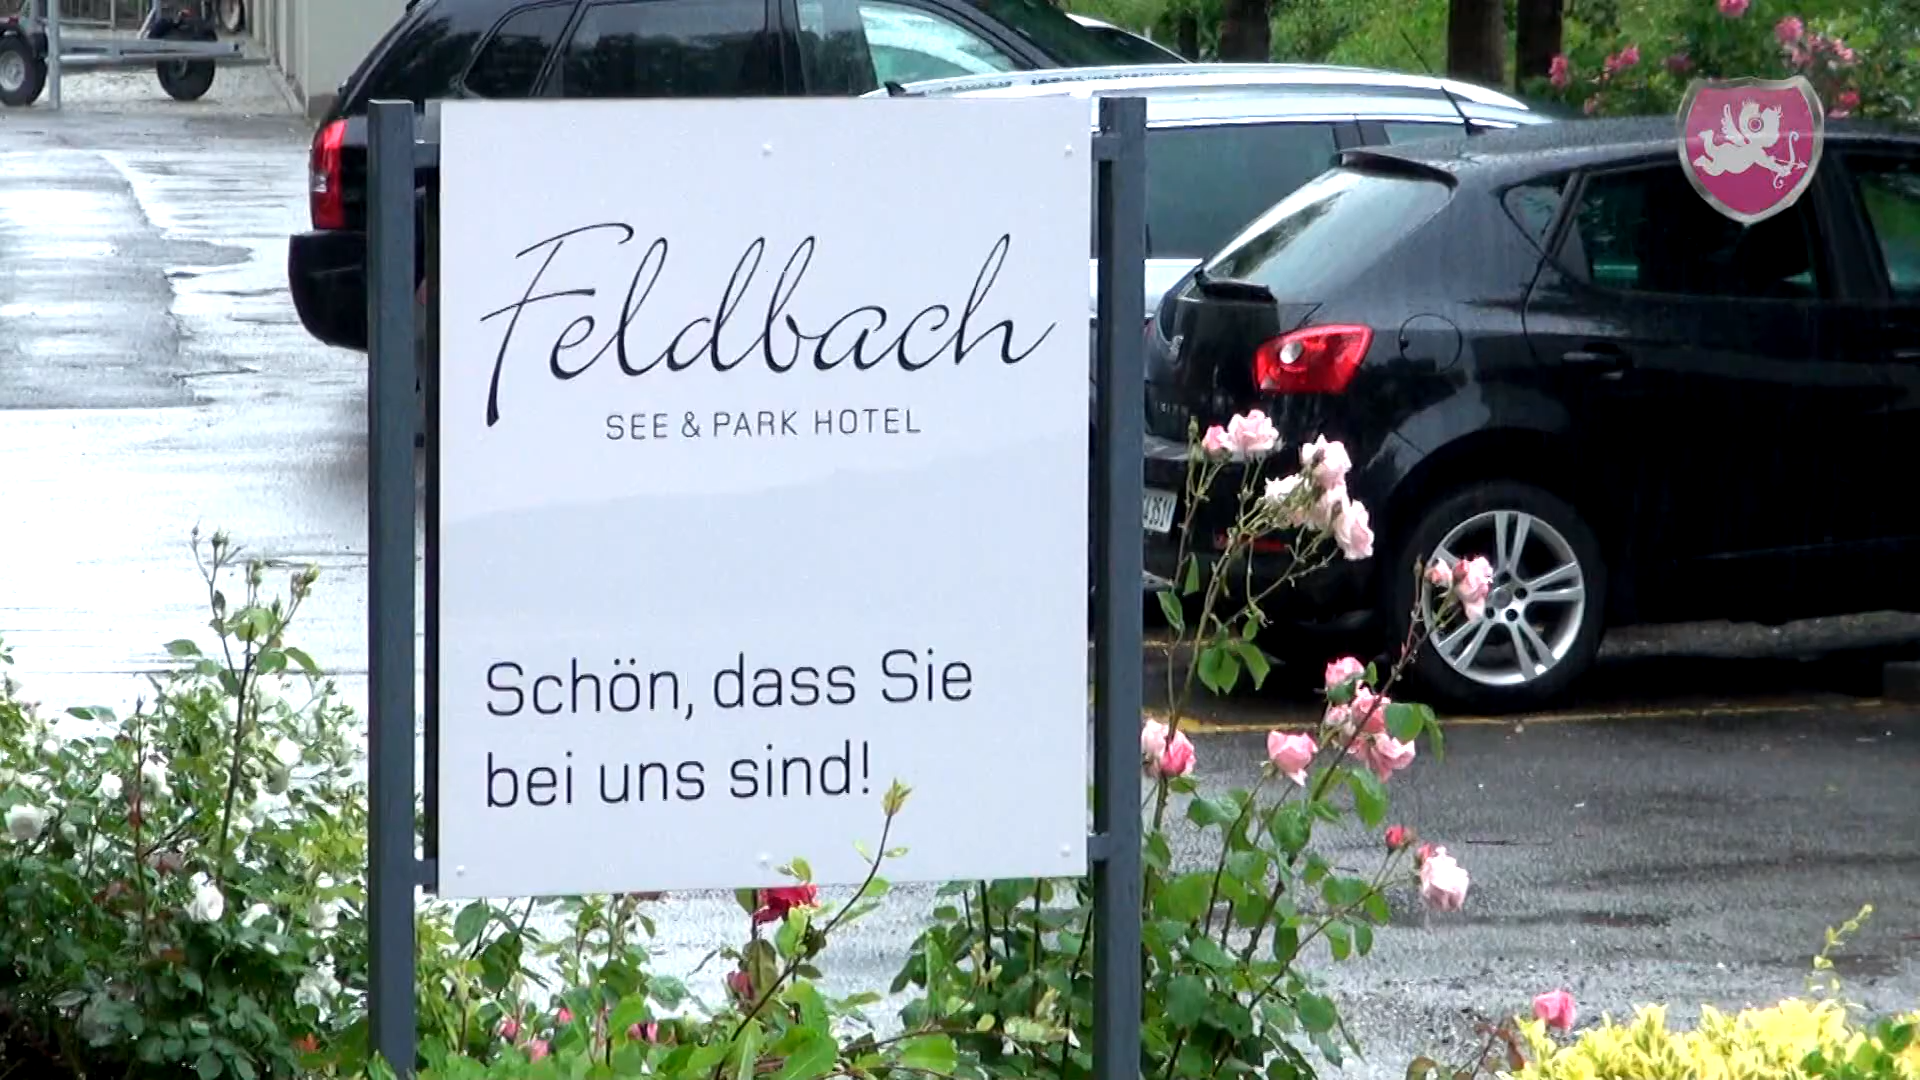 Feldbach
SEE & PARK HOTEL
Schön, dass Sie
bei uns sind!